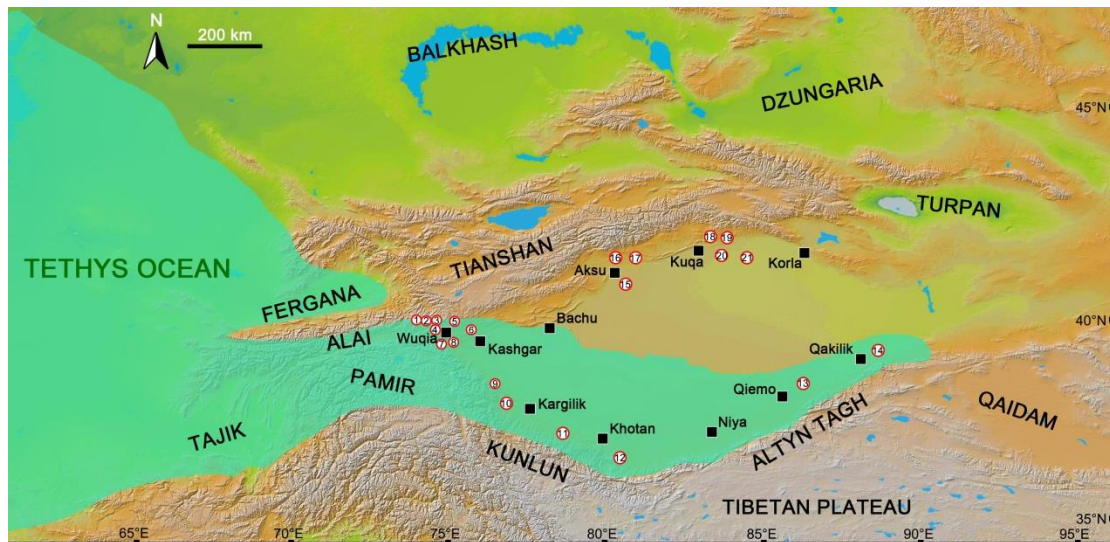 N
200 km
BALKHASH
DZUNGARIA
45°N
TURPAN
TETHYS OCEAN
TIANSHAN
18 19
Kuqa
20 21
Korla
16 17
Aksu
15
FERGANA
40°N
1 2 3 5
4 6
ALAI
Wuqia
7 8
Kashgar
Bachu
Qakilik
14
PAMIR
9
10
Kargilik
Qiemo
13
QAIDAM
TAJIK
11
Khotan
Niya
ALTYN TAGH
KUNLUN
12
TIBETAN PLATEAU
35°N
65°E 70°E 75°E 80°E 85°E 90°E 95°E